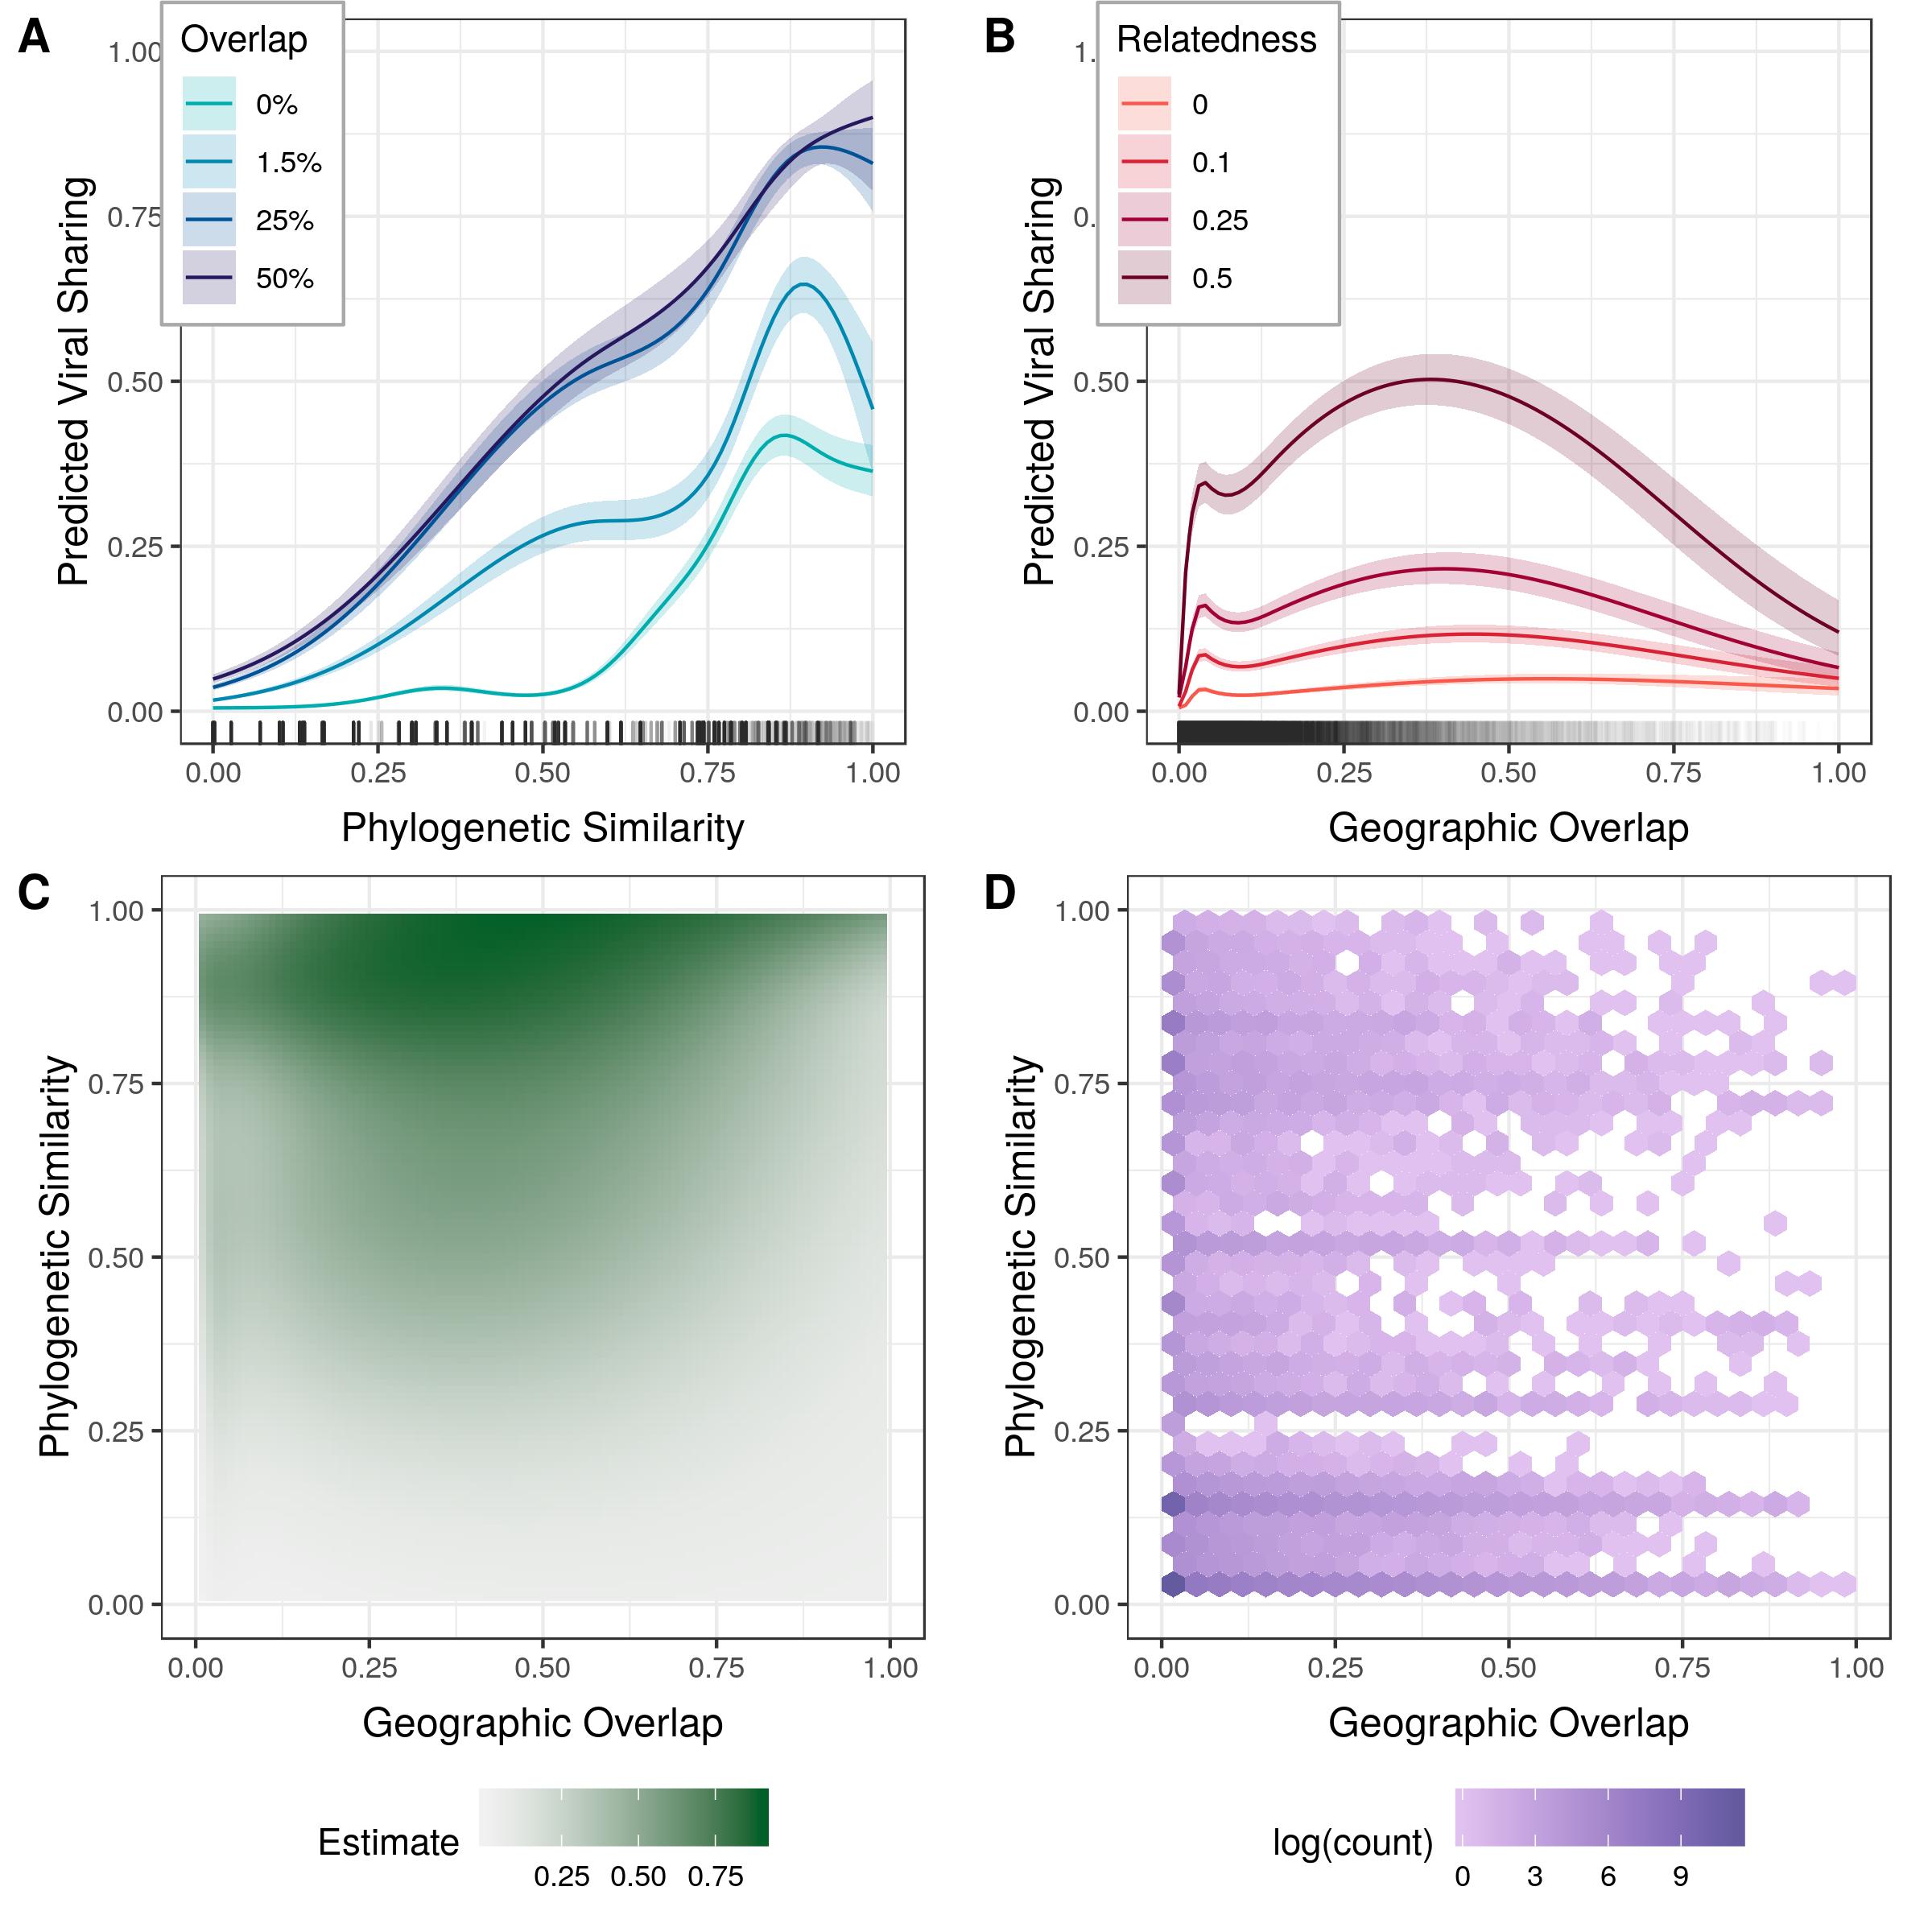 A
Overlap
0%
1.5%
25%
50%
Predicted Viral Sharing
1.00
0.75
0.50
0.25
0.00
0.00 0.25 0.50 0.75 1.00
Phylogenetic Similarity
B
Relatedness
0
0.1
0.25
0.5
Predicted Viral Sharing
1.
0.
0.50
0.25
0.00
0.00 0.25 0.50 0.75 1.00
Geographic Overlap
C
Phylogenetic Similarity
1.00
0.75
0.50
0.25
0.00
0.00 0.25 0.50 0.75 1.00
Geographic Overlap
Estimate
0.25 0.50 0.75
D
Phylogenetic Similarity
1.00
0.75
0.50
0.25
0.00
0.00 0.25 0.50 0.75 1.00
Geographic Overlap
log(count)
0 3 6 9